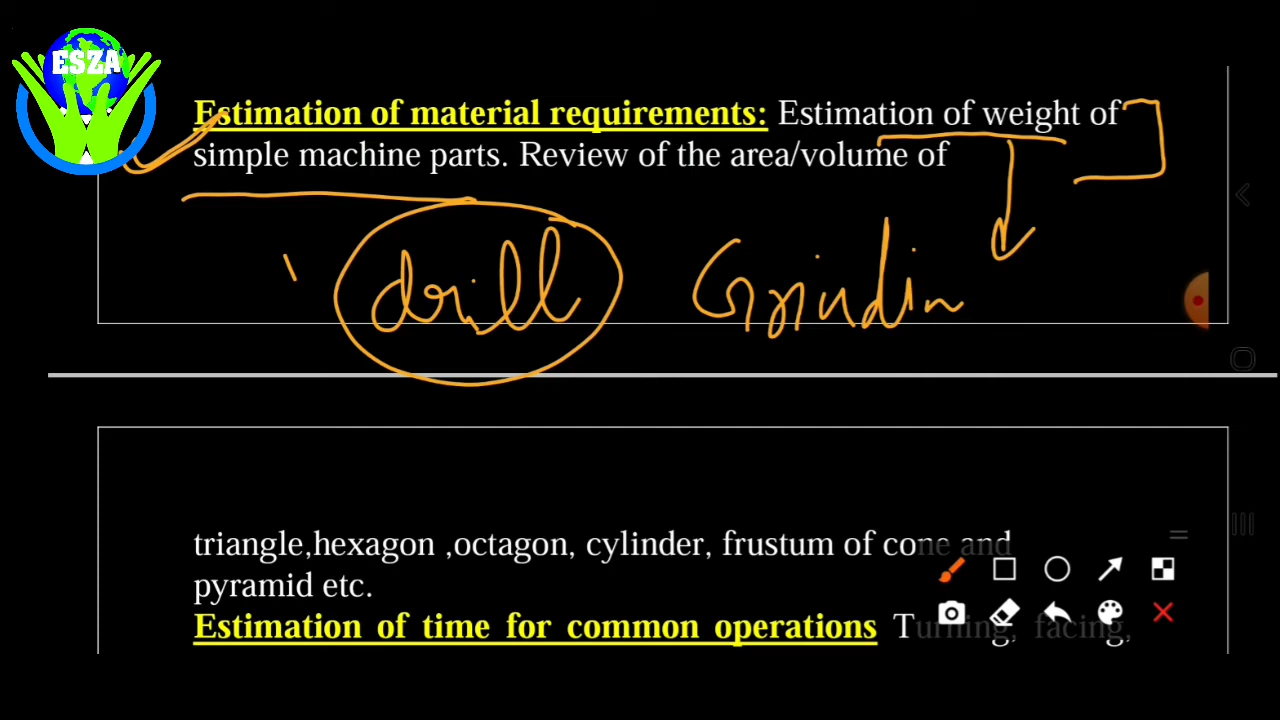 ESZA
Estimation of material requirements: Estimation of weight of
simple machine parts. Review of the area/volume of
drill Grindin
triangle,hexagon ,octagon, cylinder, frustum of cone and
pyramid etc.
Estimation of time for common operations Turning, facing,